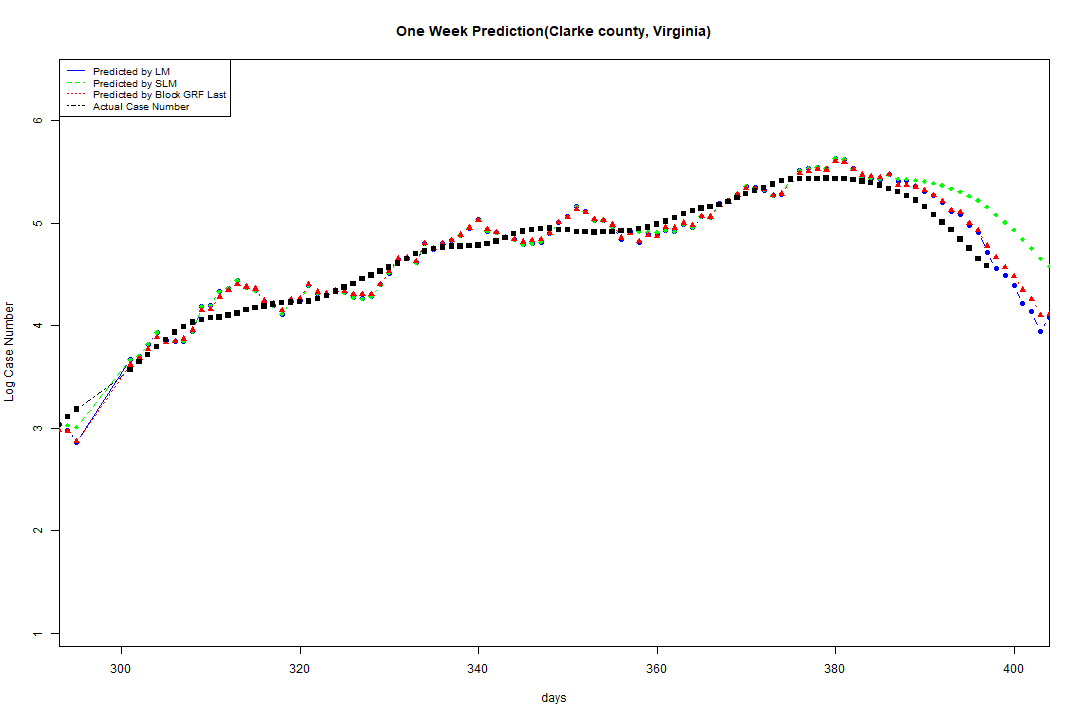 One Week Prediction(Clarke county, Virginia)
Predicted by LM
Predicted by SLM
Predicted by Block GRF Last
Actual Case Number
6
5
4
3
2
1
Log Case Number
300 320 340 360 380 400
days